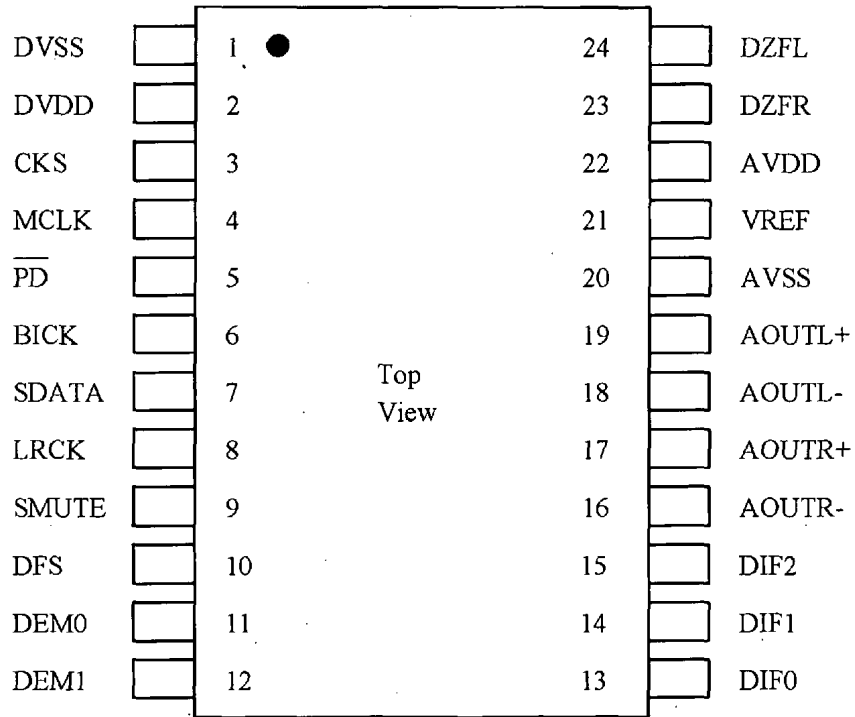 DVSS 1 24 DZFL
DVDD 2 23 DZFR
CKS 3 22 AVDD
MCLK 4 21 VREF
P̅D̅ 5 20 AVSS
BICK 6 19 AOUTL+
SDATA 7 18 AOUTL-
Top
View
LRCK 8 17 AOUTR+
SMUTE 9 16 AOUTR-
DFS 10 15 DIF2
DEM0 11 14 DIF1
DEM1 12 13 DIF0